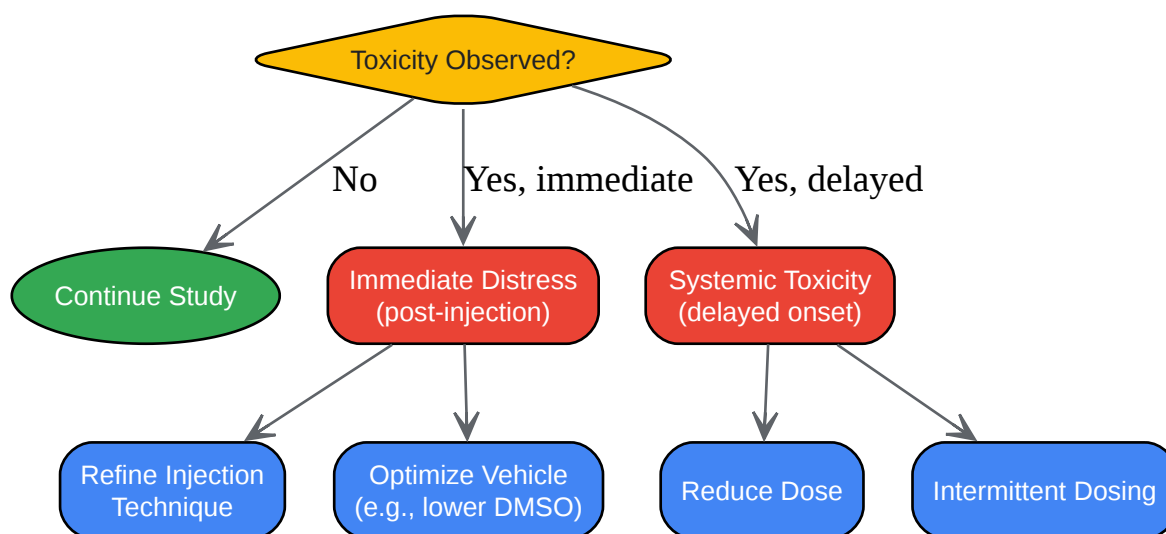 Toxicity Observed?
No
Yes, immediate
Yes, delayed
Continue Study
Immediate Distress
(post-injection)
Systemic Toxicity
(delayed onset)
Refine Injection
Technique
Optimize Vehicle
(e.g., lower DMSO)
Reduce Dose
Intermittent Dosing